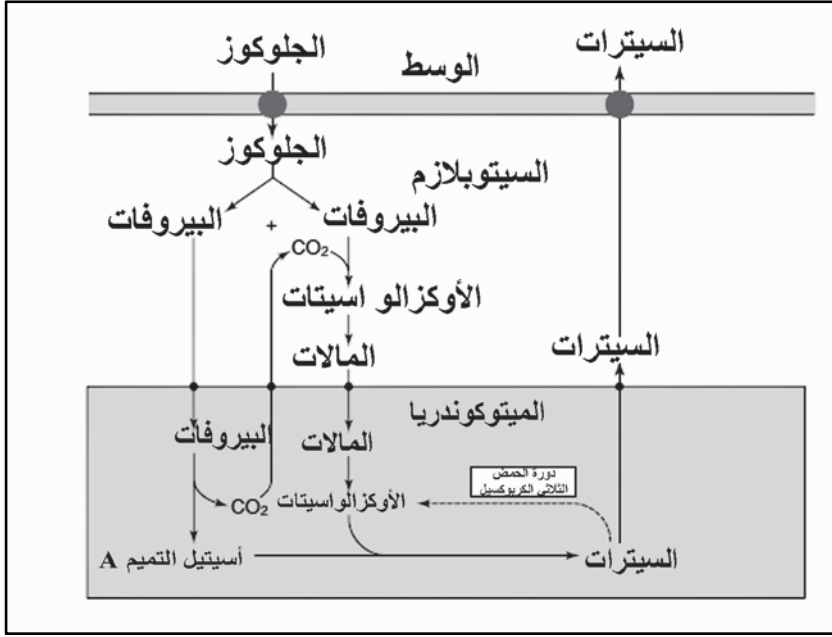 الجلوكوز
الوسط
السيترات
الجلوكوز
السيتوبلازم
البيروفات
+
البيروفات
CO₂
الأوكزالو اسيتات
المالات
السيترات
الميتوكوندريا
البيروفات
المالات
دورة الحمض
الثلاثي الكربوكسيل
CO₂
الأوكزالواسيتات
أسيتيل التميم A
السيترات